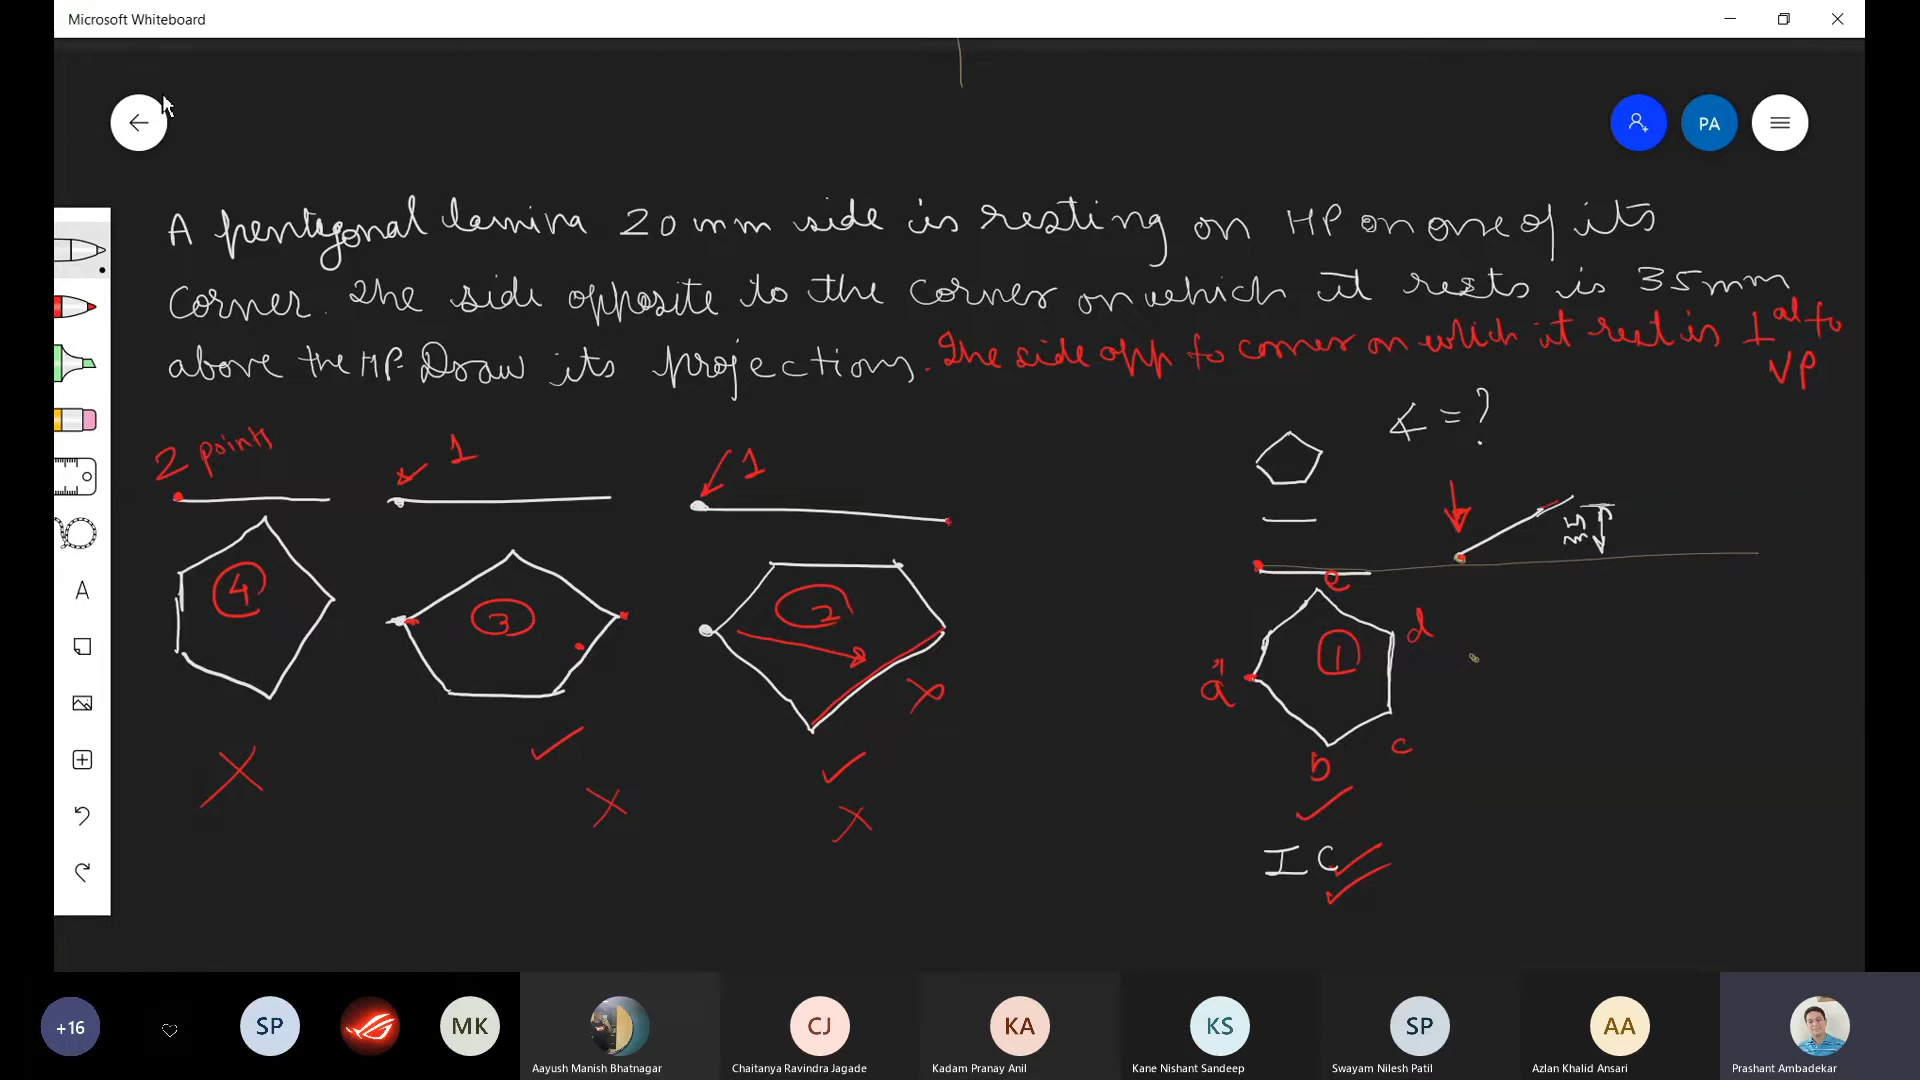 Microsoft Whiteboard
PA
A pentagonal lamina 20 mm side is resting on HP on one of its
corner. The side opposite to the corner on which it rests is 35mm
above the HP. Draw its projections. The side opp to corner on which it rest is ⊥al to
VP
∡ = ?
2 points
1
1
35
4
3
2
1
e
d
a'
c
b
IC
A
+16
SP
MK
CJ
KA
KS
SP
AA
Aayush Manish Bhatnagar
Chaitanya Ravindra Jagade
Kadam Pranay Anil
Kane Nishant Sandeep
Swayam Nilesh Patil
Azlan Khalid Ansari
Prashant Ambadekar